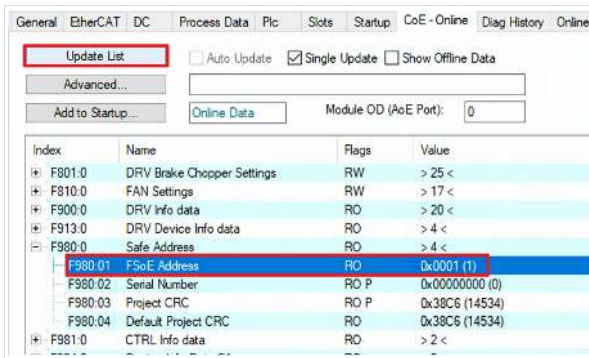 General EtherCAT DC Process Data Plc Slots Startup CoE - Online Diag History Online
Update List Auto Update Single Update Show Offline Data
Advanced...
Add to Startup... Online Data Module OD (AoE Port): 0
Index Name Flags Value
F801:0 DRV Brake Chopper Settings RW > 25 <
F810:0 FAN Settings RW > 17 <
F900:0 DRV Info data RO > 20 <
F913:0 DRV Device Info data RO > 4 <
F980:0 Safe Address RO > 4 <
F980:01 FSoE Address RO 0x0001 (1)
F980:02 Serial Number RO P 0x00000000 (0)
F980:03 Project CRC RO P 0x38C6 (14534)
F980:04 Default Project CRC RO 0x38C6 (14534)
F981:0 CTRL Info data RO > 2 <